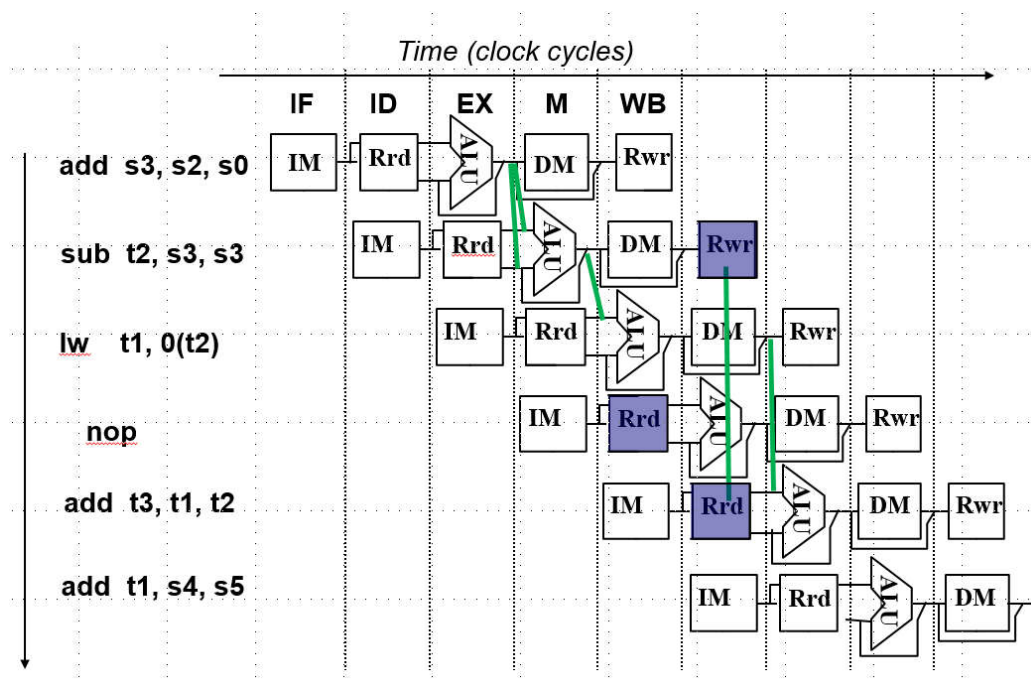 Time (clock cycles)
IF ID EX M WB
add s3, s2, s0 IM Rrd ALU DM Rwr
sub t2, s3, s3 IM Rrd ALU DM Rwr
lw t1, 0(t2) IM Rrd ALU DM Rwr
nop IM Rrd ALU DM Rwr
add t3, t1, t2 IM Rrd ALU DM Rwr
add t1, s4, s5 IM Rrd ALU DM